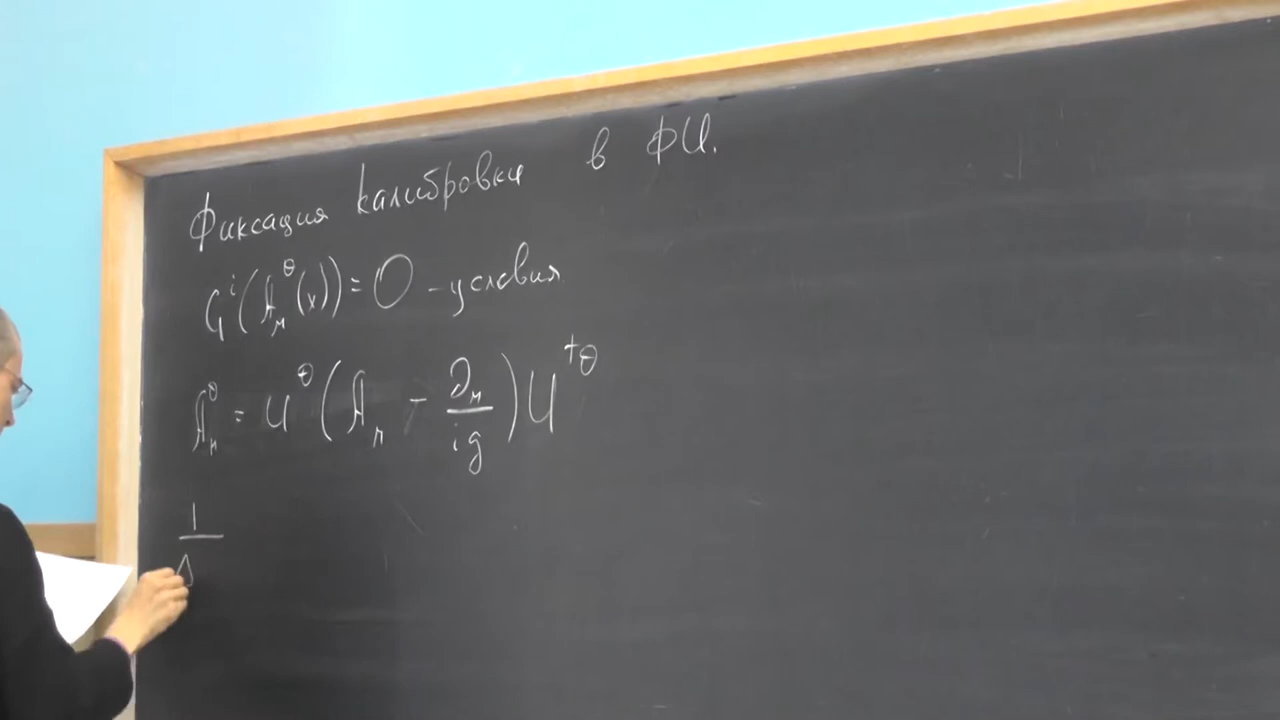 Фиксация калибровки в ФИ.
G^i(A_μ^θ(x)) = 0 - условия
A_μ^θ = U^θ(A_μ - ∂_μ/ig)U^{+θ}
1/Δ